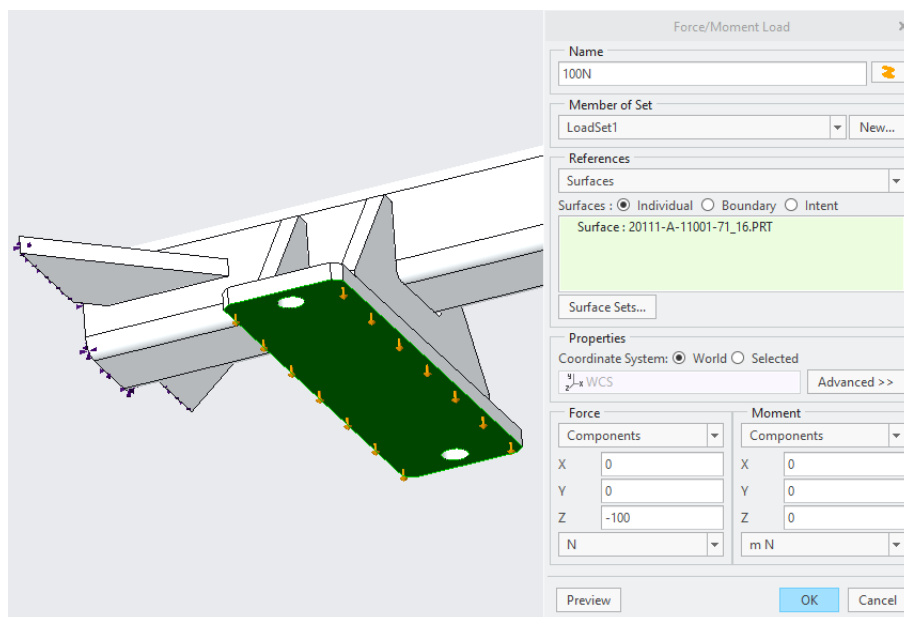 Force/Moment Load x
Name
100N
Member of Set
LoadSet1 New...
References
Surfaces
Surfaces : Individual Boundary Intent
Surface : 20111-A-11001-71_16.PRT
Surface Sets...
Properties
Coordinate System: World Selected
y z x WCS Advanced >>
Force Moment
Components Components
X 0 X 0
Y 0 Y 0
Z -100 Z 0
N m N
Preview OK Cancel